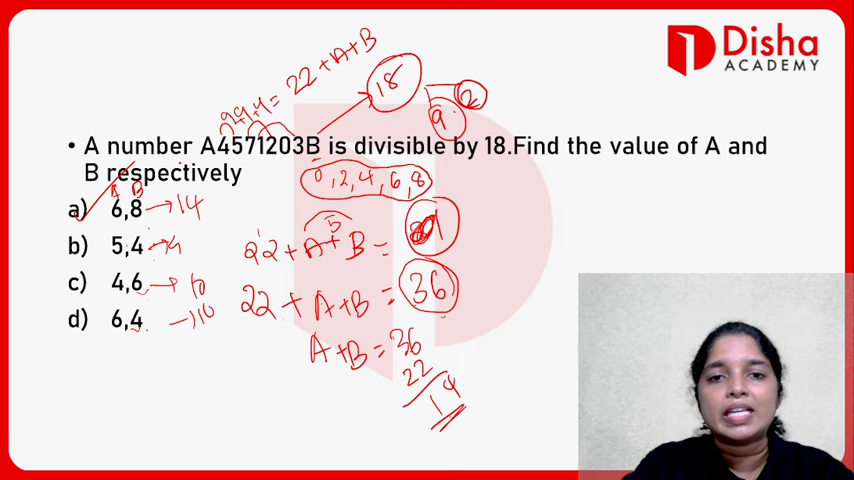 Disha
ACADEMY
= 22 + A + B
18
2
9
• A number A4571203B is divisible by 18.Find the value of A and
B respectively
0, 2, 4, 6, 8
A B
a) 6,8 → 14
b) 5,4
c) 4,6 → 10
d) 6,4 → 10
5
22 + A + B =
22 + A + B = 36
A + B = 36
22
14